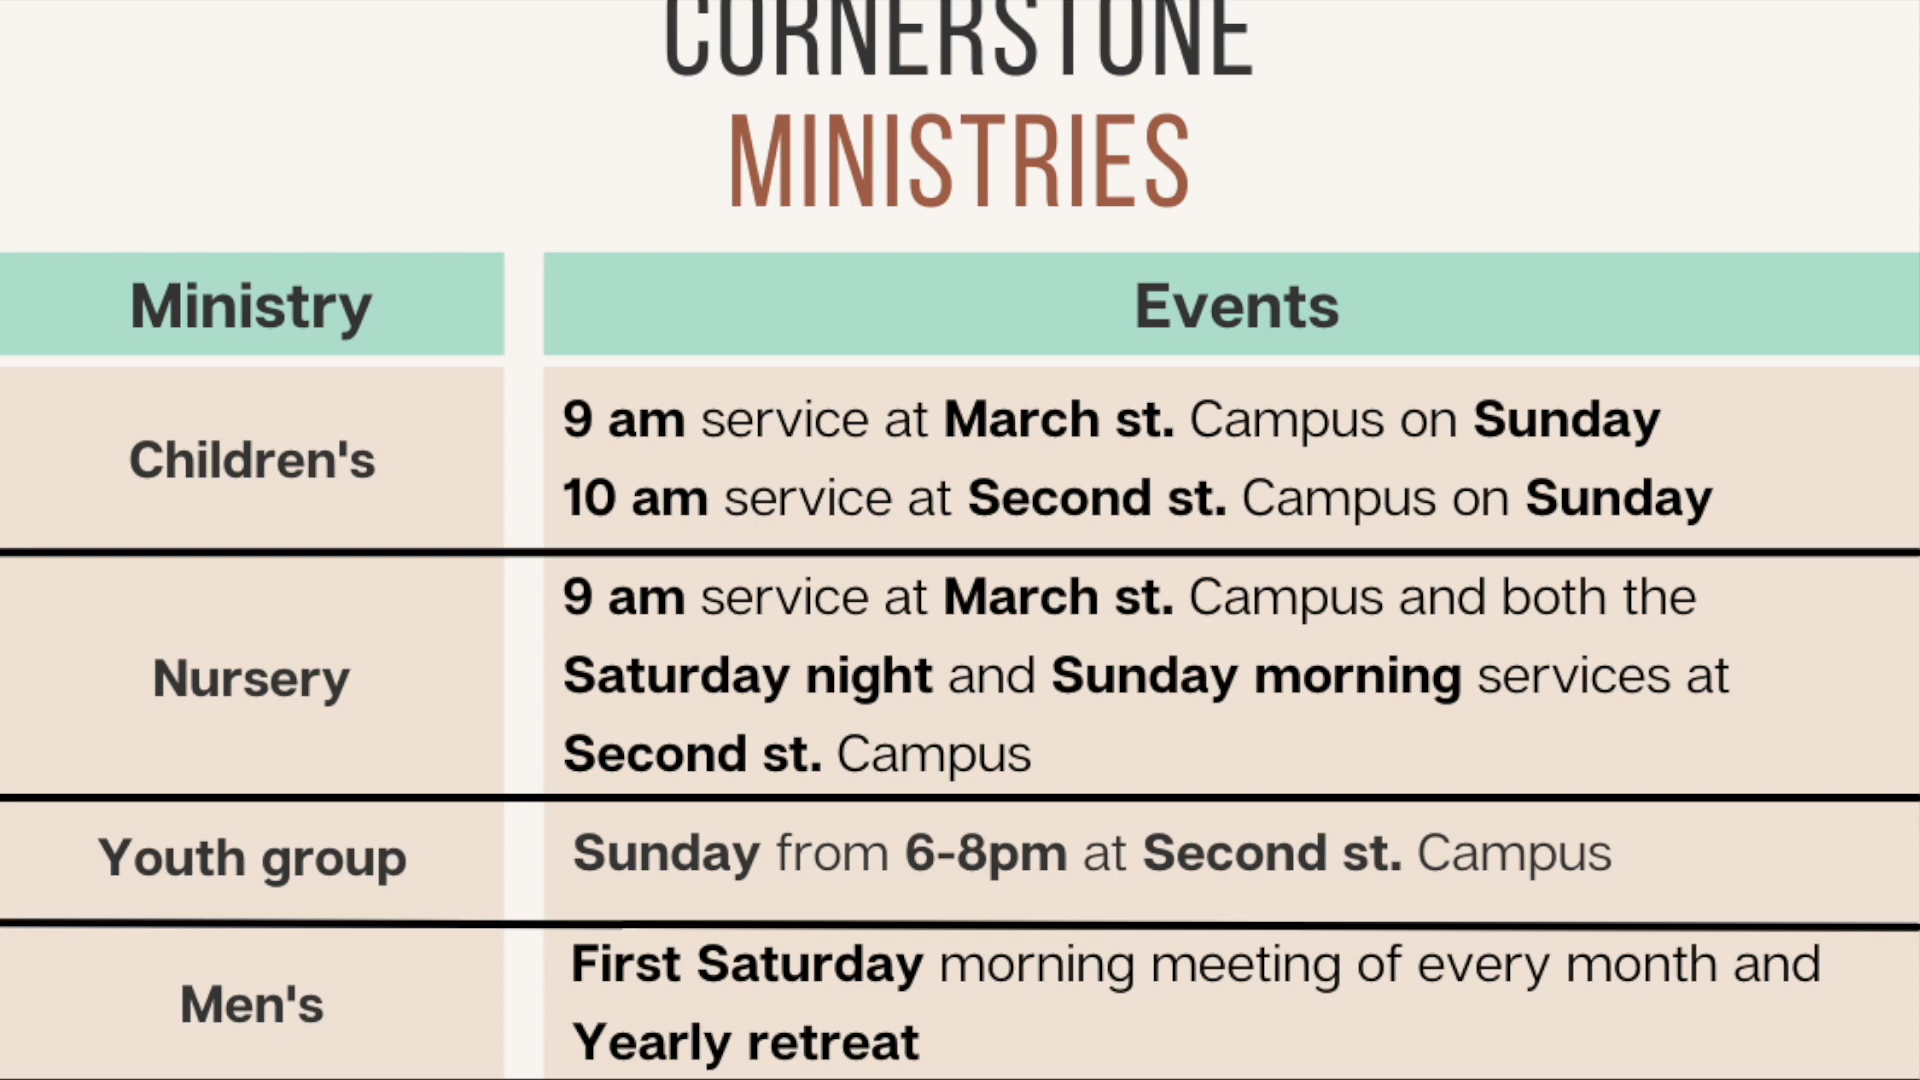 CORNERSTONE
MINISTRIES
Ministry
Events
Children's
9 am service at March st. Campus on Sunday
10 am service at Second st. Campus on Sunday
Nursery
9 am service at March st. Campus and both the
Saturday night and Sunday morning services at
Second st. Campus
Youth group
Sunday from 6-8pm at Second st. Campus
Men's
First Saturday morning meeting of every month and
Yearly retreat